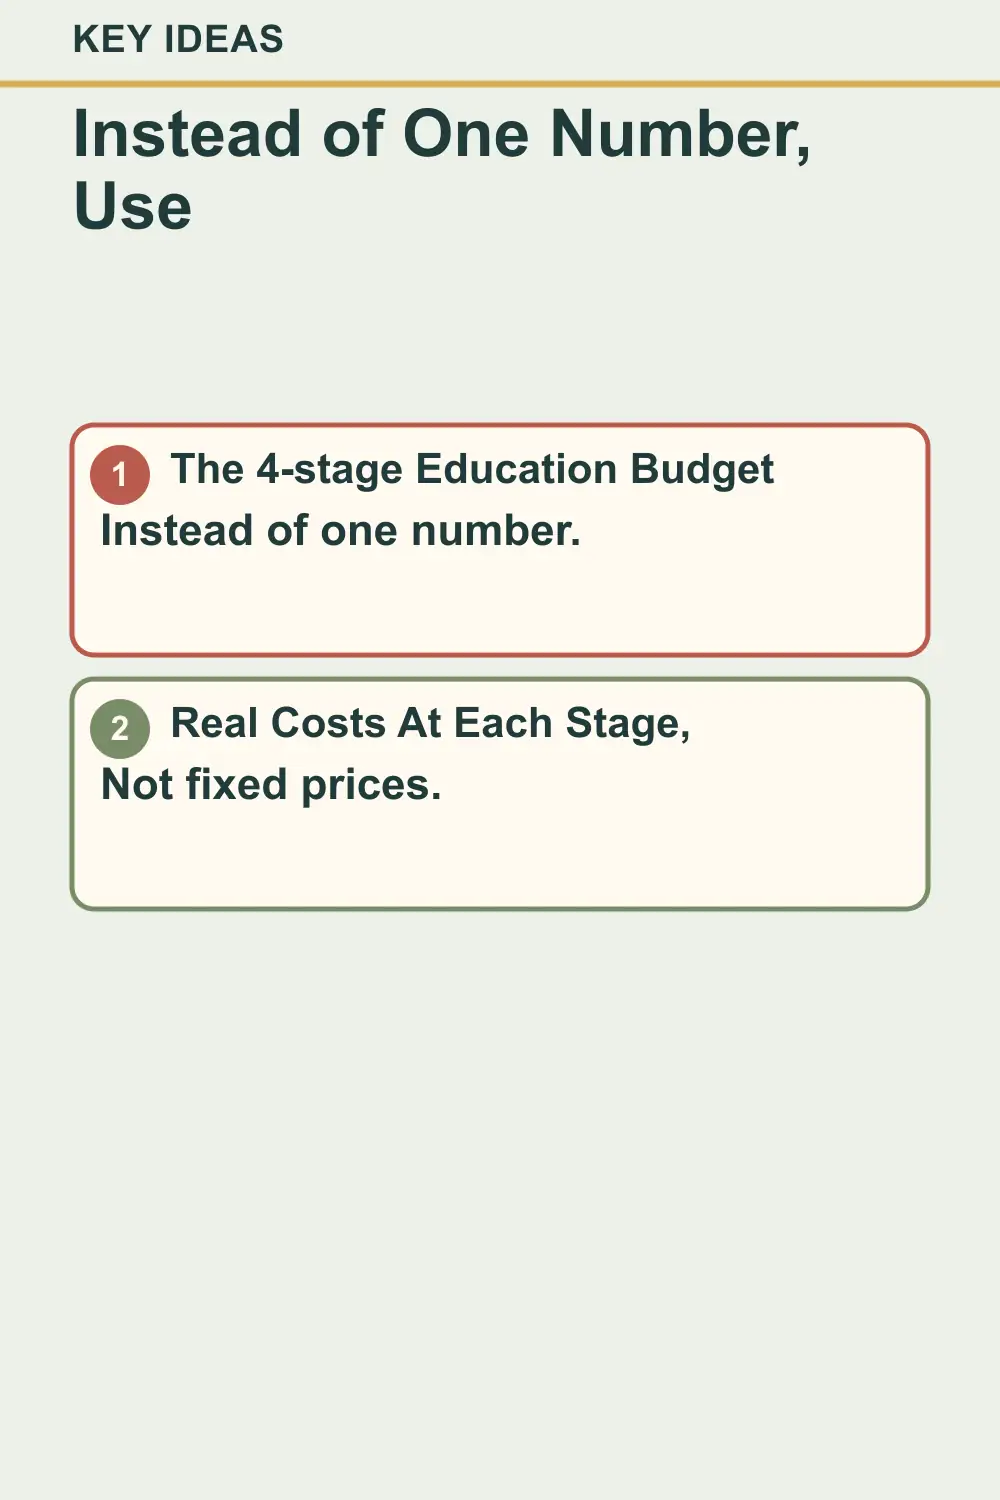 KEY IDEAS
Instead of One Number,
Use
1 The 4-stage Education Budget
Instead of one number.
2 Real Costs At Each Stage,
Not fixed prices.